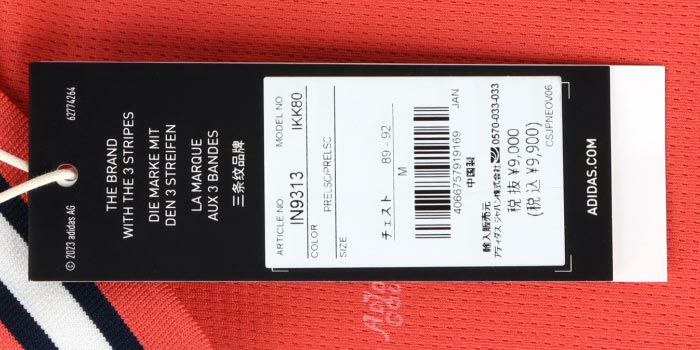 62774264
THE BRAND
WITH THE 3 STRIPES
DIE MARKE MIT
DEN 3 STREIFEN
LA MARQUE
AUX 3 BANDES
三条纹品牌
© 2023 adidas AG
ARTICLE NO
MODEL NO
IN9313
IKK80
COLOR
PRELSC/PRELSC
SIZE
チェスト 89 - 92
M
4066757919169
JAN
中国製
輸入販売元
アディダス ジャパン株式会社 0570-033-033
税 抜 ¥9,000
(税 込 ¥9,900)
CSJPNEOV06
ADIDAS.COM